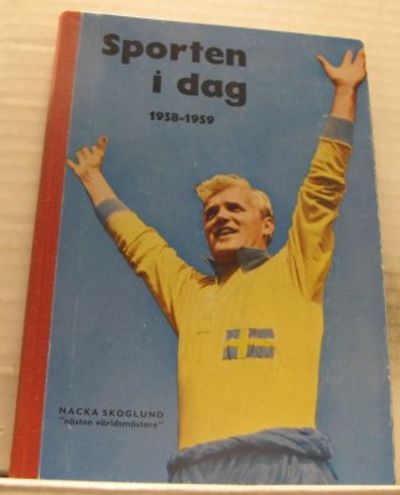 Sporten
i dag
1958-1959
NACKA SKOGLUND
"nästan världsmästare"